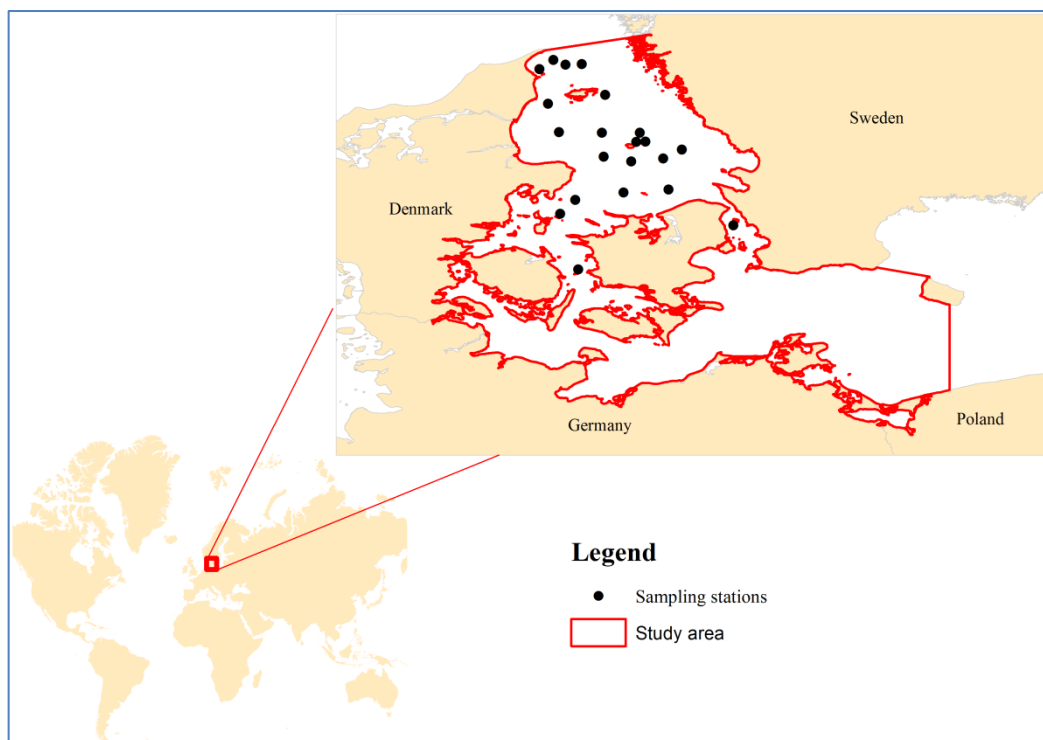 Sweden
Denmark
Germany
Poland
Legend
Sampling stations
Study area